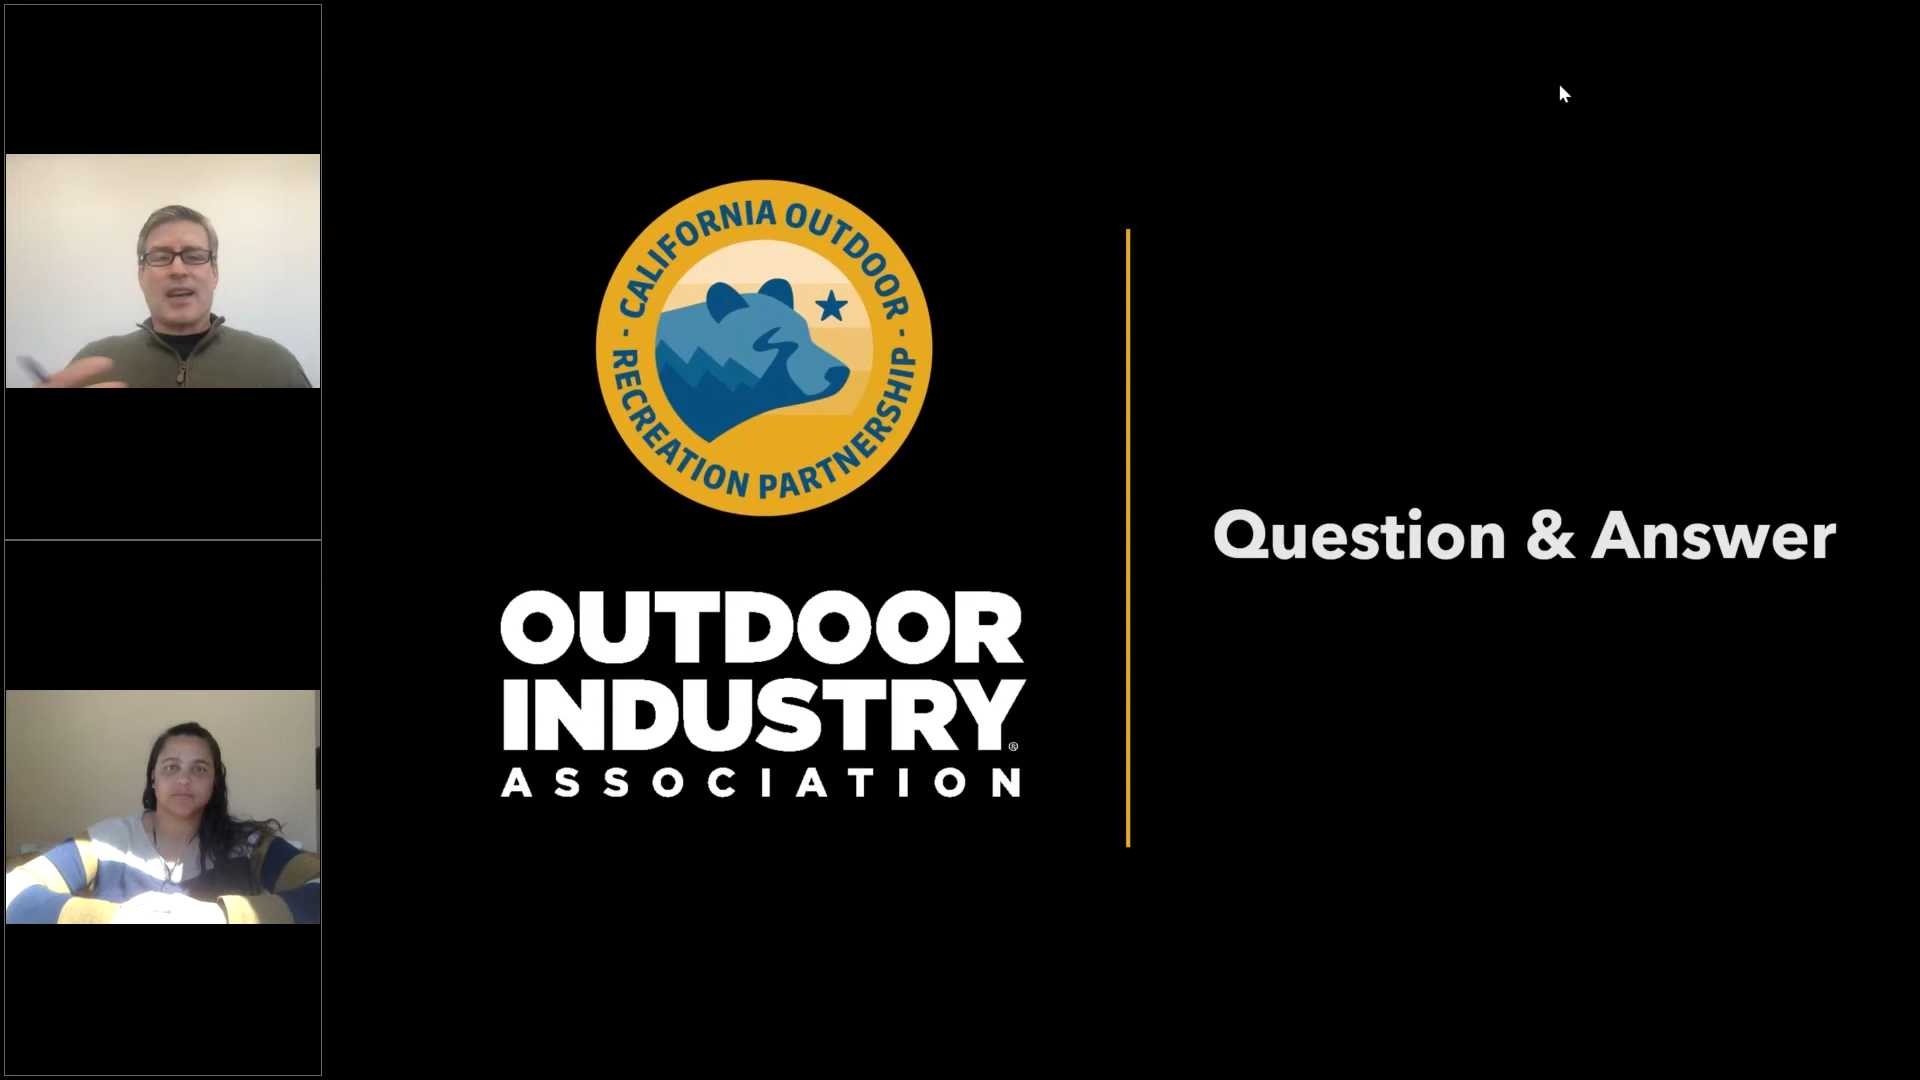 · CALIFORNIA OUTDOOR ·
RECREATION PARTNERSHIP
OUTDOOR
INDUSTRY®
ASSOCIATION
Question & Answer